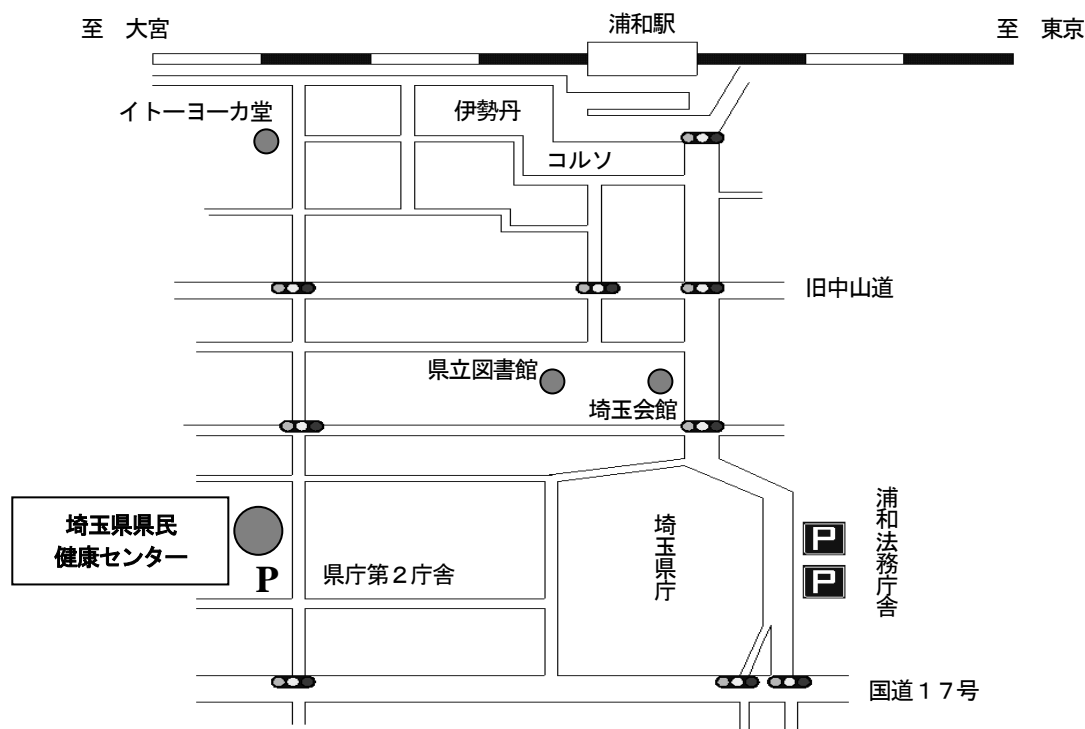 至　大宮
浦和駅
至　東京
イトーヨーカ堂
伊勢丹
コルソ
旧中山道
県立図書館
埼玉会館
埼玉県県民
健康センター
P
県庁第２庁舎
埼玉県庁
P
P
浦和法務庁舎
国道１７号